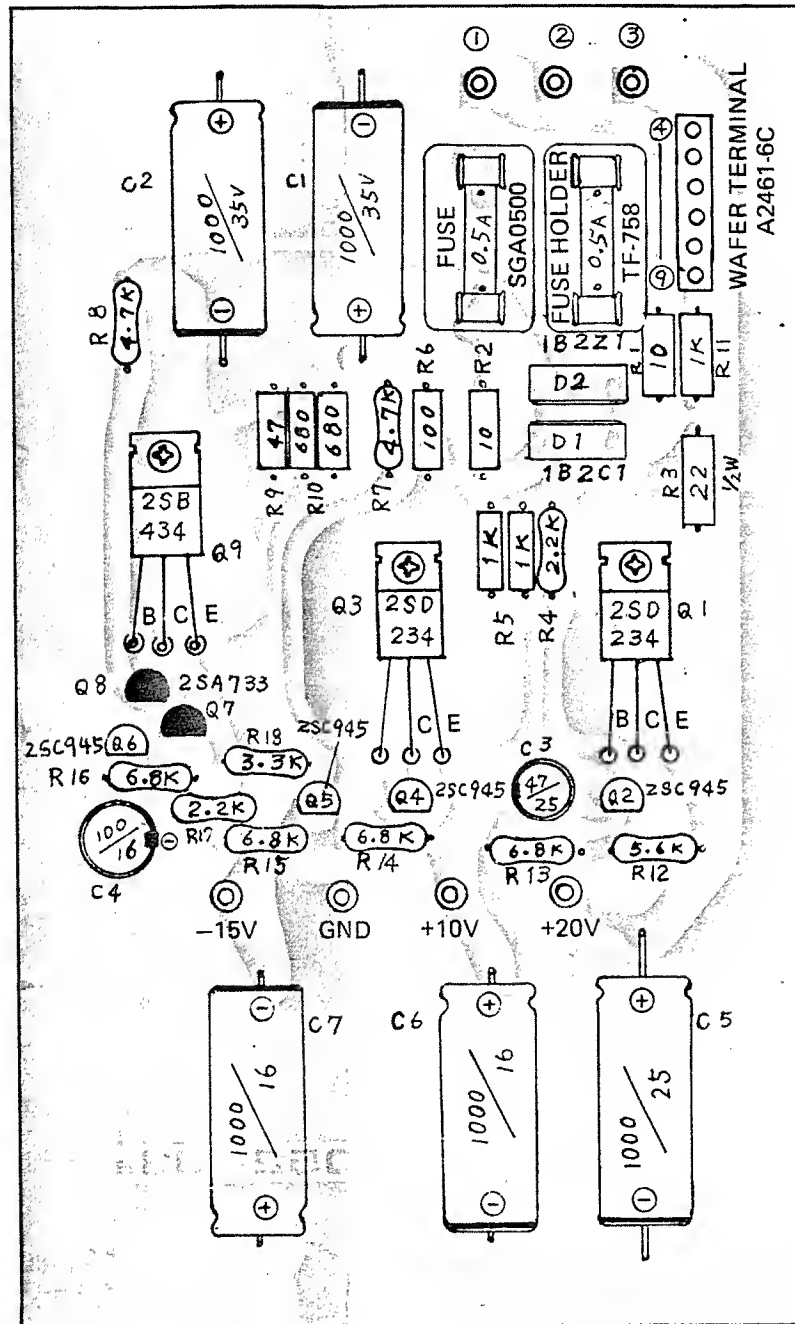 ① ② ③
④
⑨
WAFER TERMINAL
A2461-6C
C2
⊕
1000/35V
⊖
C1
⊖
1000/35V
⊕
FUSE
0.5A
SGA0500
FUSE HOLDER
0.5A
TF-758
R8
4.7K
1B2Z1
D2
D1
1B2C1
R1
10
1K
R11
R3
22
1/2W
47
680
680
R9
R10
4.7K
R7
R6
100
R2
10
1K
1K
2.2K
R5
R4
2SB
434
Q9
B C E
Q3
2SD
234
C E
2SD
234
Q1
B C E
Q8
2SA733
Q7
2SC945
Q6
R16
6.8K
R18
3.3K
2SC945
Q5
2.2K
R17
6.8K
R15
Q4
2SC945
6.8K
R14
C3
47/25
Q2
2SC945
6.8K
R13
5.6K
R12
100/16
⊖
C4
-15V GND +10V +20V
⊖
1000/16
⊕
C7
C6
⊕
1000/16
⊖
⊕
1000/25
⊖
C5